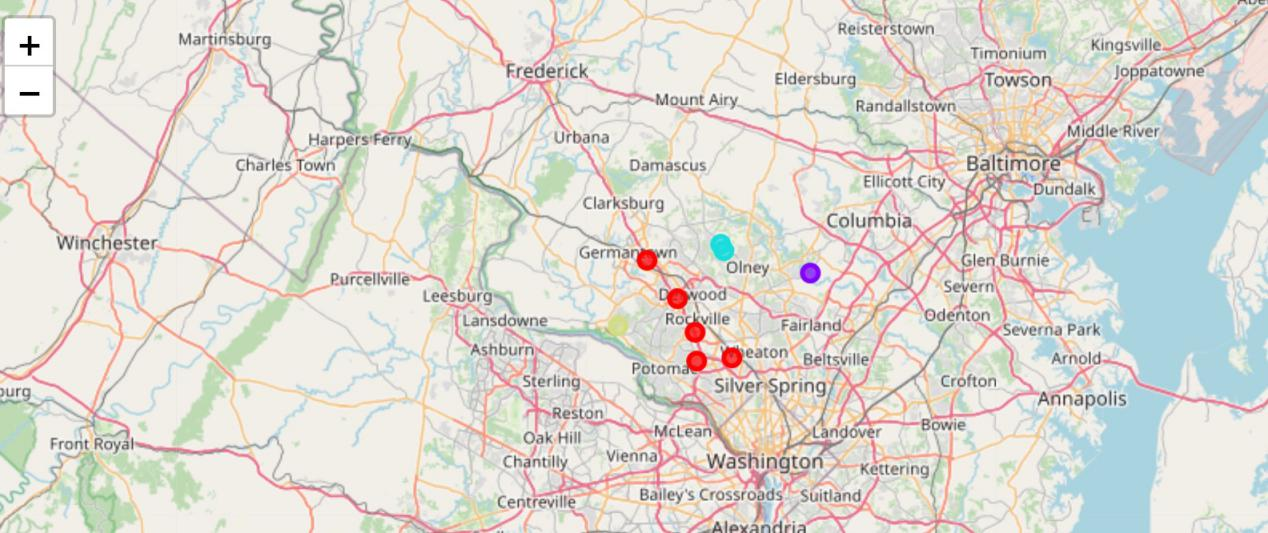 +
−
Martinsburg
Reisterstown
Timonium
Kingsville
Frederick
Eldersburg
Towson
Joppatowne
Mount Airy
Randallstown
Harpers Ferry
Urbana
Middle River
Charles Town
Damascus
Baltimore
Ellicott City
Dundalk
Clarksburg
Columbia
Winchester
Germantown
Olney
Glen Burnie
Purcellville
Leesburg
Severn
Odenton
Lansdowne
Rockville
Fairland
Severna Park
Ashburn
Wheaton
Beltsville
Arnold
Potomac
Sterling
Silver Spring
Crofton
Annapolis
Reston
Front Royal
Oak Hill
McLean
Landover
Bowie
Chantilly
Vienna
Washington
Kettering
Centreville
Bailey's Crossroads
Suitland
Alexandria